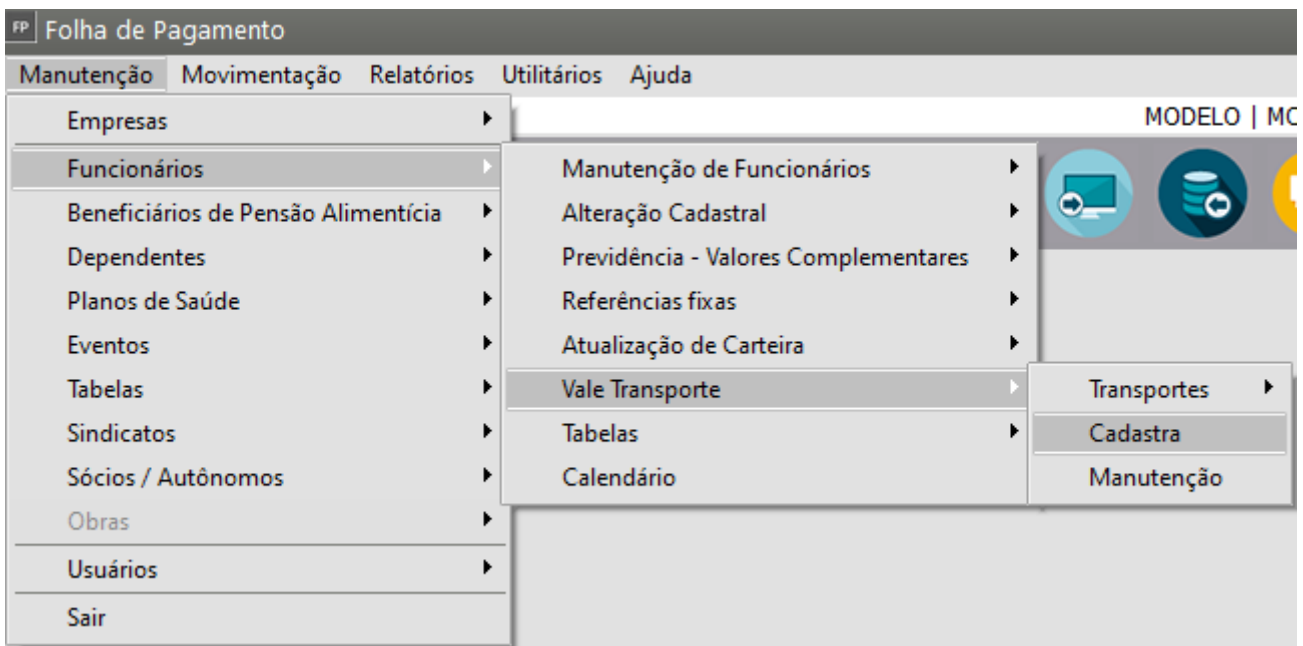 FP Folha de Pagamento
Manutenção Movimentação Relatórios Utilitários Ajuda
MODELO | MO
Empresas
Funcionários
Beneficiários de Pensão Alimentícia
Dependentes
Planos de Saúde
Eventos
Tabelas
Sindicatos
Sócios / Autônomos
Obras
Usuários
Sair
Manutenção de Funcionários
Alteração Cadastral
Previdência - Valores Complementares
Referências fixas
Atualização de Carteira
Vale Transporte
Tabelas
Calendário
Transportes
Cadastra
Manutenção